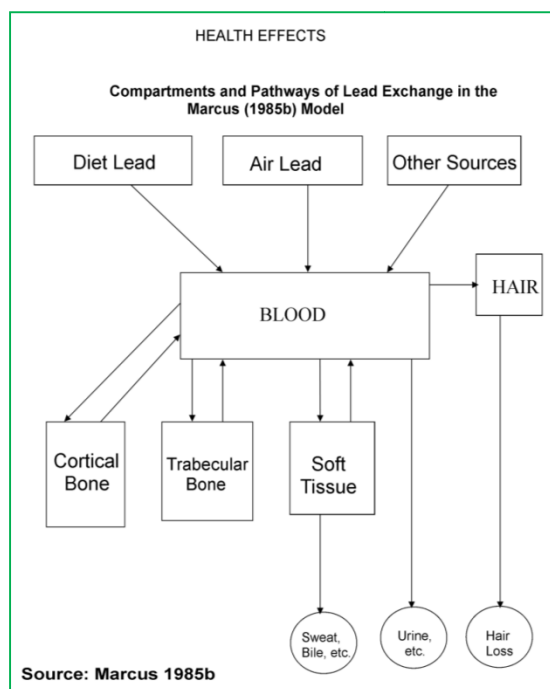 HEALTH EFFECTS
Compartments and Pathways of Lead Exchange in the
Marcus (1985b) Model
Diet Lead
Air Lead
Other Sources
BLOOD
HAIR
Cortical
Bone
Trabecular
Bone
Soft
Tissue
Sweat,
Bile, etc.
Urine,
etc.
Hair
Loss
Source: Marcus 1985b